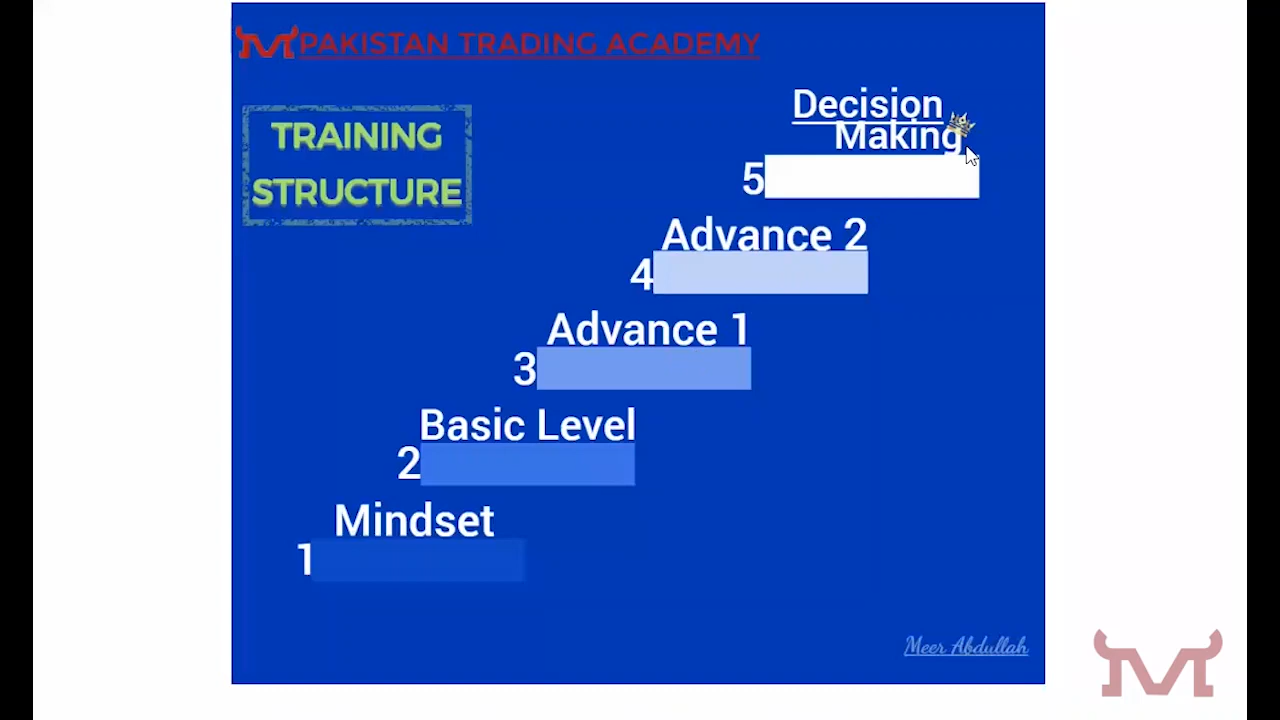 PAKISTAN TRADING ACADEMY
TRAINING
STRUCTURE
Decision
Making
5
Advance 2
4
Advance 1
3
Basic Level
2
Mindset
1
Meer Abdullah